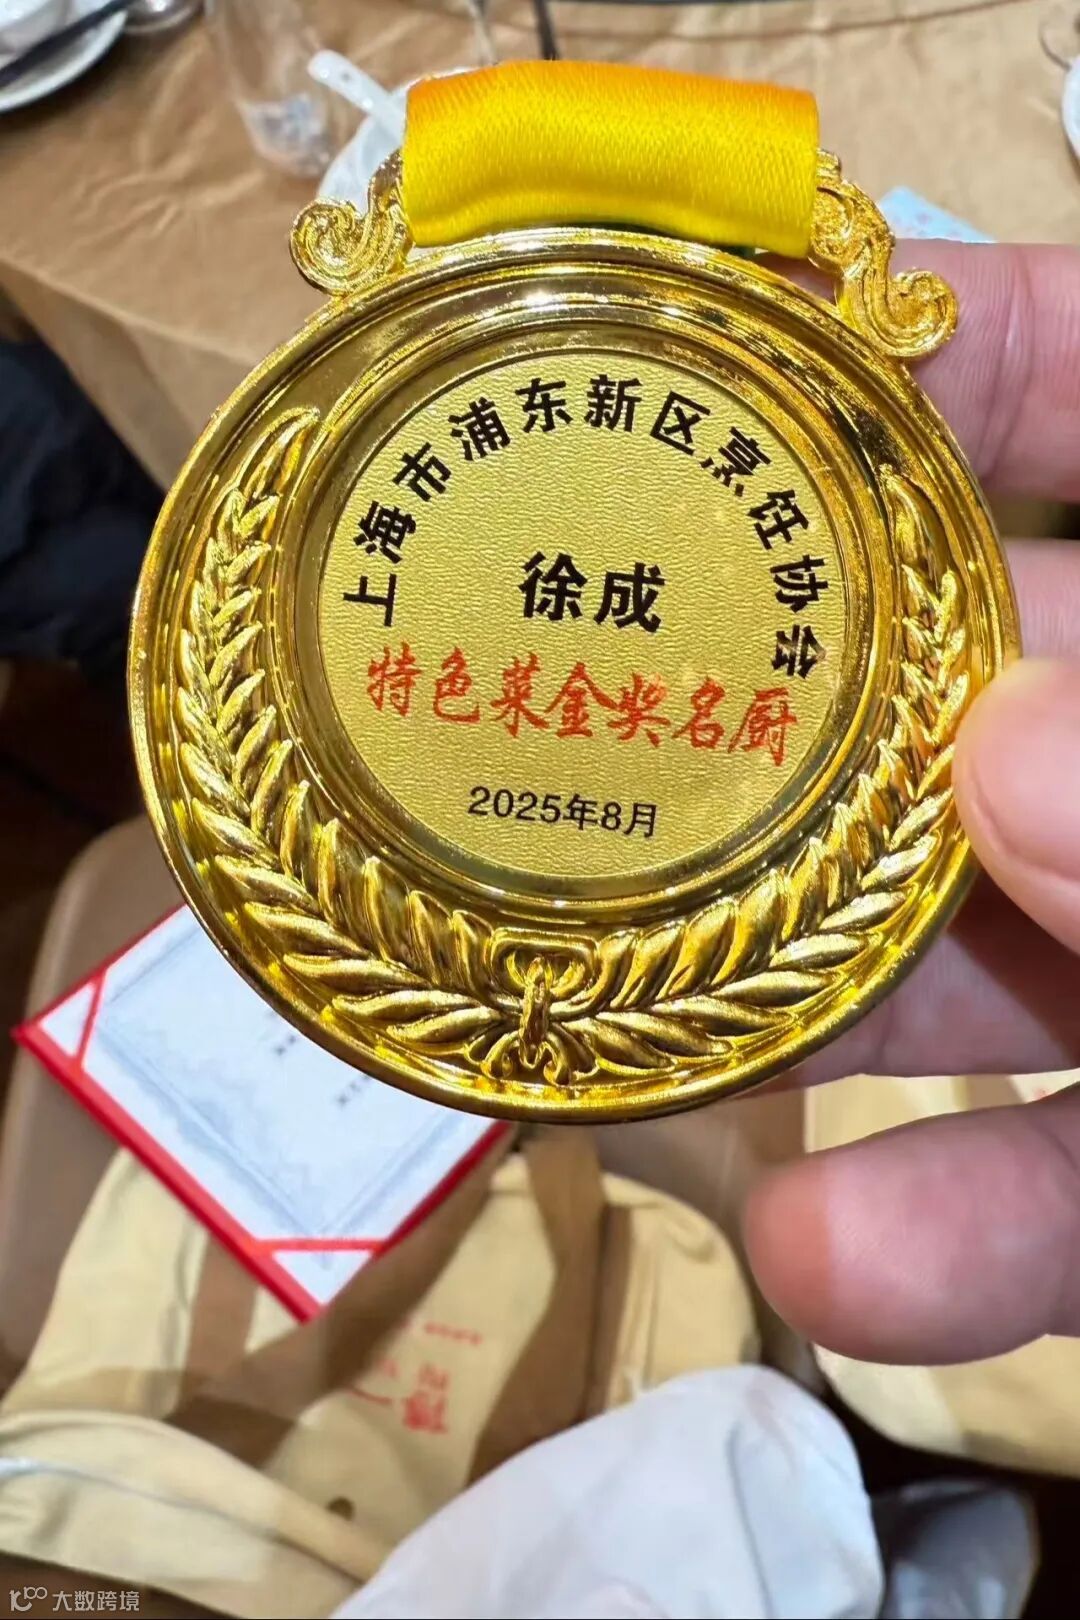 上海市浦东新区烹饪协会
徐成
特色菜金奖名厨
2025年8月
大数跨境